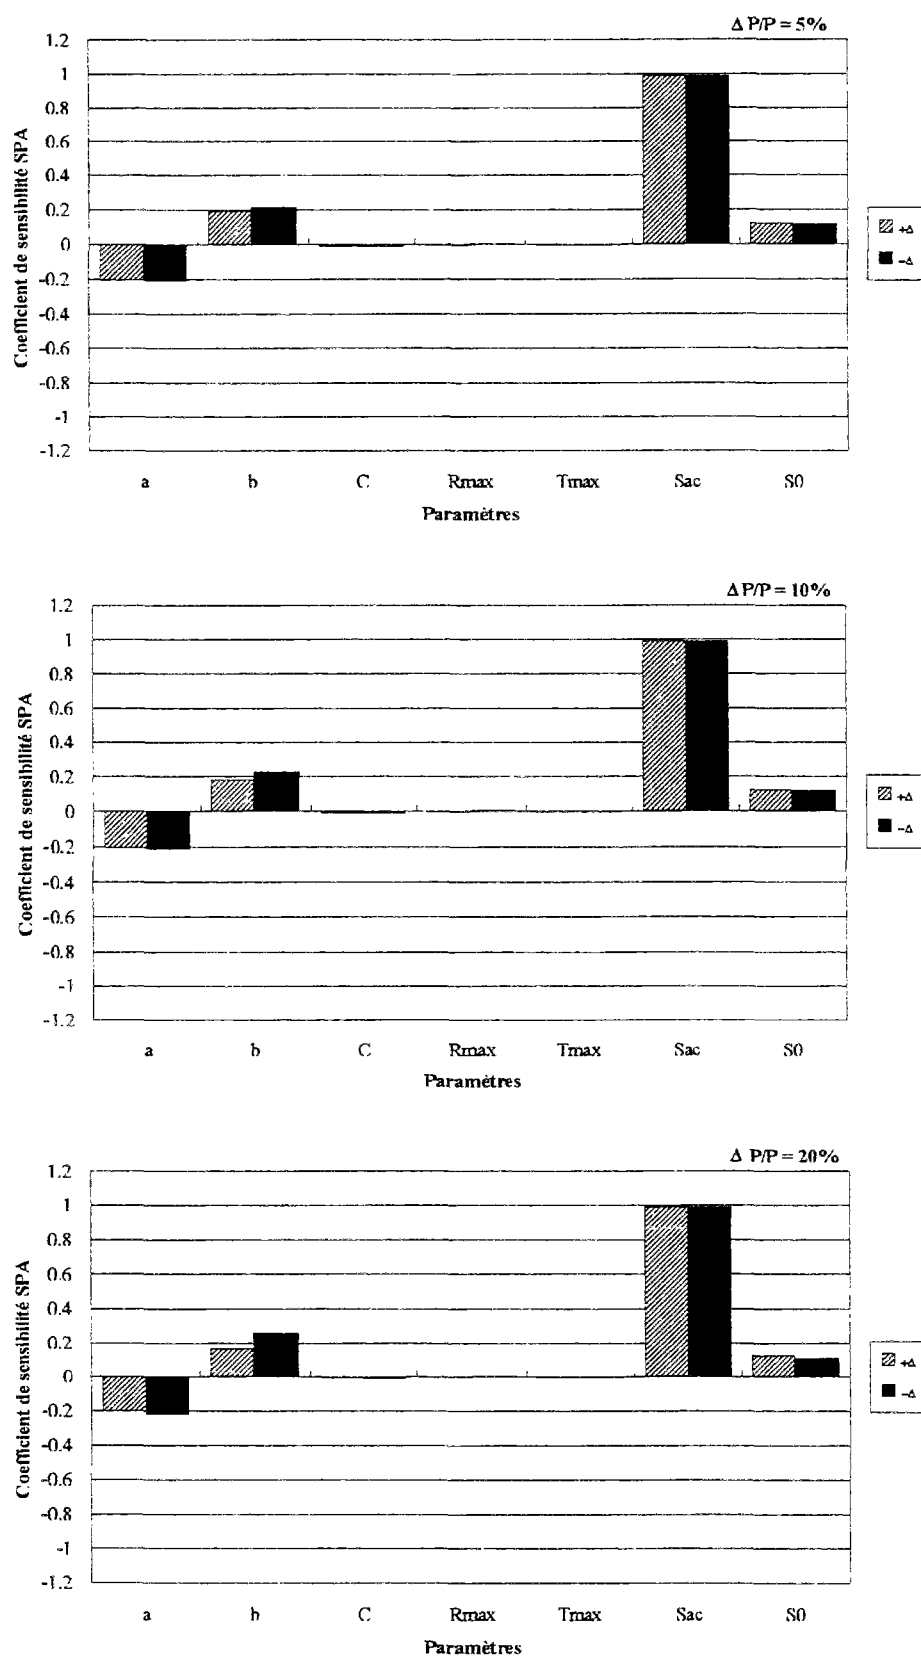 Δ P/P = 5%
1.2
1
0.8
0.6
0.4
0.2
0
-0.2
-0.4
-0.6
-0.8
-1
-1.2
Coefficient de sensibilité SPA
a b C Rmax Tmax Sac S0
Paramètres
+Δ
-Δ
Δ P/P = 10%
1.2
1
0.8
0.6
0.4
0.2
0
-0.2
-0.4
-0.6
-0.8
-1
-1.2
Coefficient de sensibilité SPA
a b C Rmax Tmax Sac S0
Paramètres
+Δ
-Δ
Δ P/P = 20%
1.2
1
0.8
0.6
0.4
0.2
0
-0.2
-0.4
-0.6
-0.8
-1
-1.2
Coefficient de sensibilité SPA
a b C Rmax Tmax Sac S0
Paramètres
+Δ
-Δ